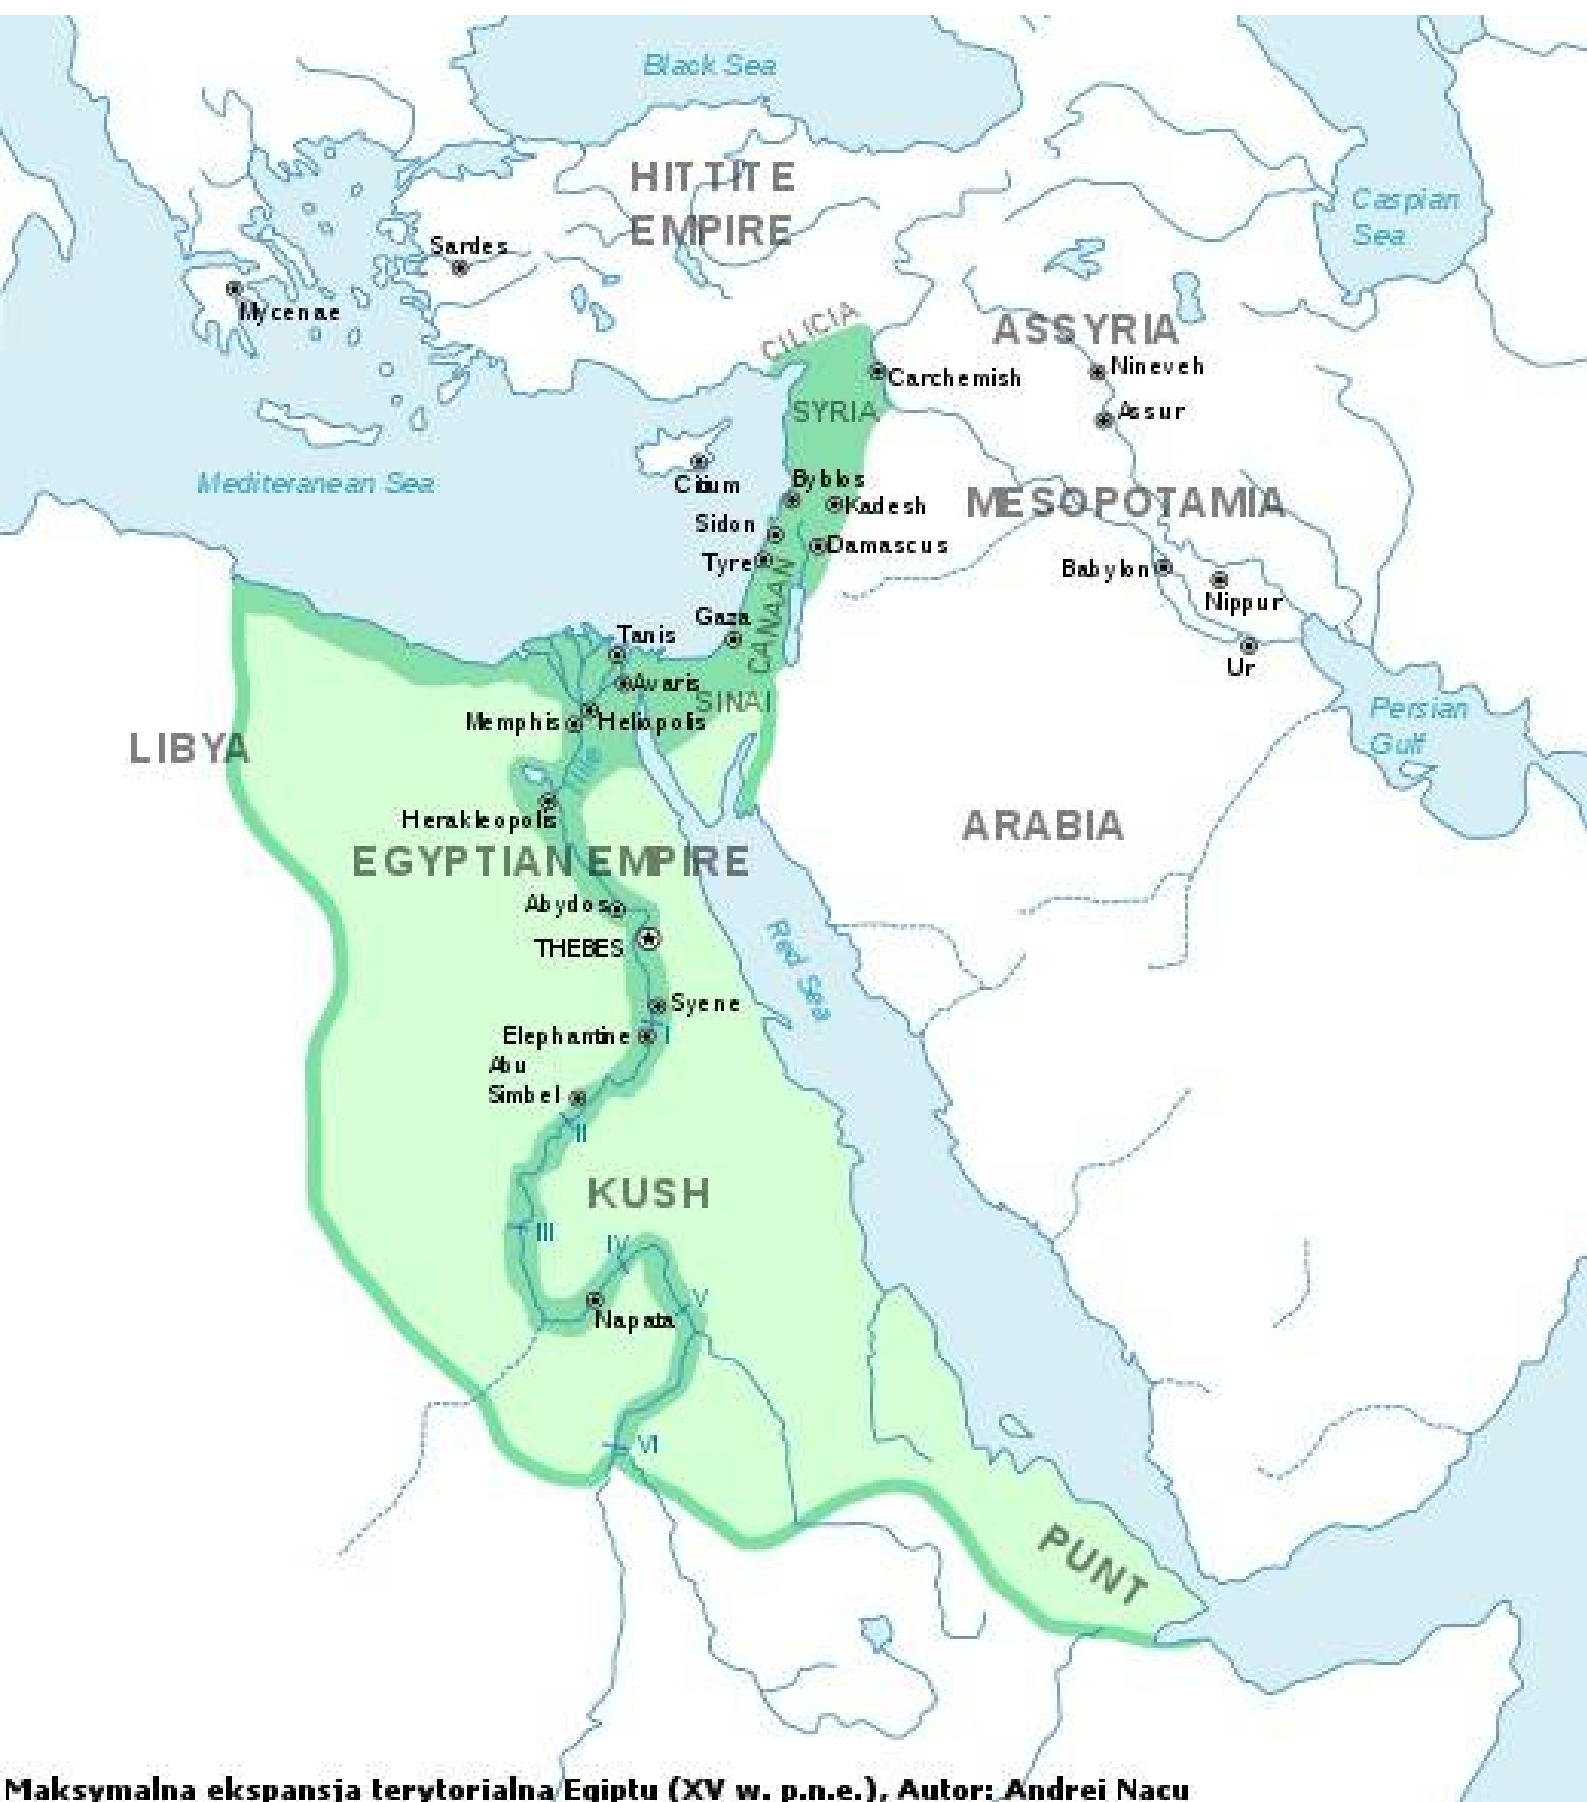 Black Sea
HITTITE
EMPIRE
Caspian
Sea
Sardes
Mycenae
CILICIA
ASSYRIA
Nineveh
Carchemish
SYRIA
Assur
Mediteranean Sea
Citium
Byblos
Kadesh
MESOPOTAMIA
Sidon
Damascus
Tyre
CANAAN
Babylon
Nippur
Gaza
Tanis
Ur
Avaris
SINAI
Memphis
Heliopolis
Persian
Gulf
LIBYA
Nile
Herakleopolis
ARABIA
EGYPTIAN EMPIRE
Abydos
THEBES
Red Sea
Syene
Elephantine
I
Abu
Simbel
II
KUSH
III
IV
V
Napata
VI
PUNT
Maksymalna ekspansja terytorialna Egiptu (XV w. p.n.e.), Autor: Andrei Nacu